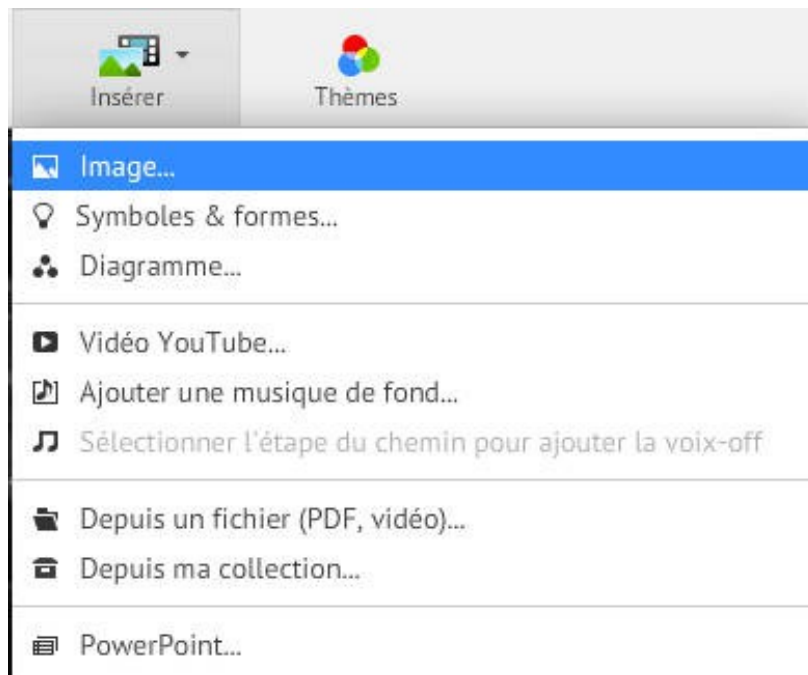 Insérer
Thèmes
Image...
Symboles & formes...
Diagramme...
Vidéo YouTube...
Ajouter une musique de fond...
Sélectionner l'étape du chemin pour ajouter la voix-off
Depuis un fichier (PDF, vidéo)...
Depuis ma collection...
PowerPoint...